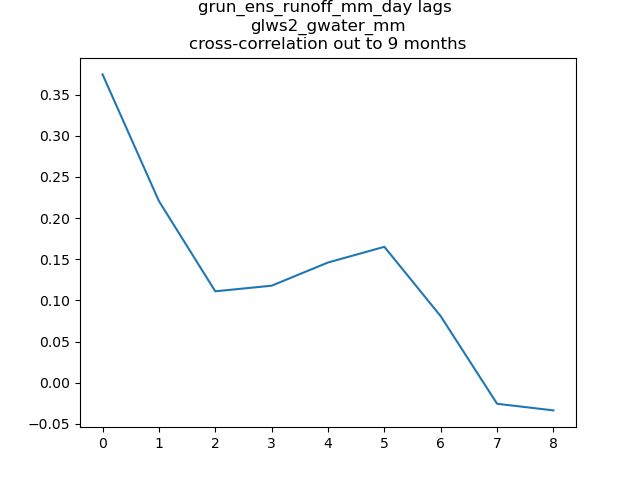 grun_ens_runoff_mm_day lags
glws2_gwater_mm
cross-correlation out to 9 months
0.35
0.30
0.25
0.20
0.15
0.10
0.05
0.00
−0.05
0 1 2 3 4 5 6 7 8